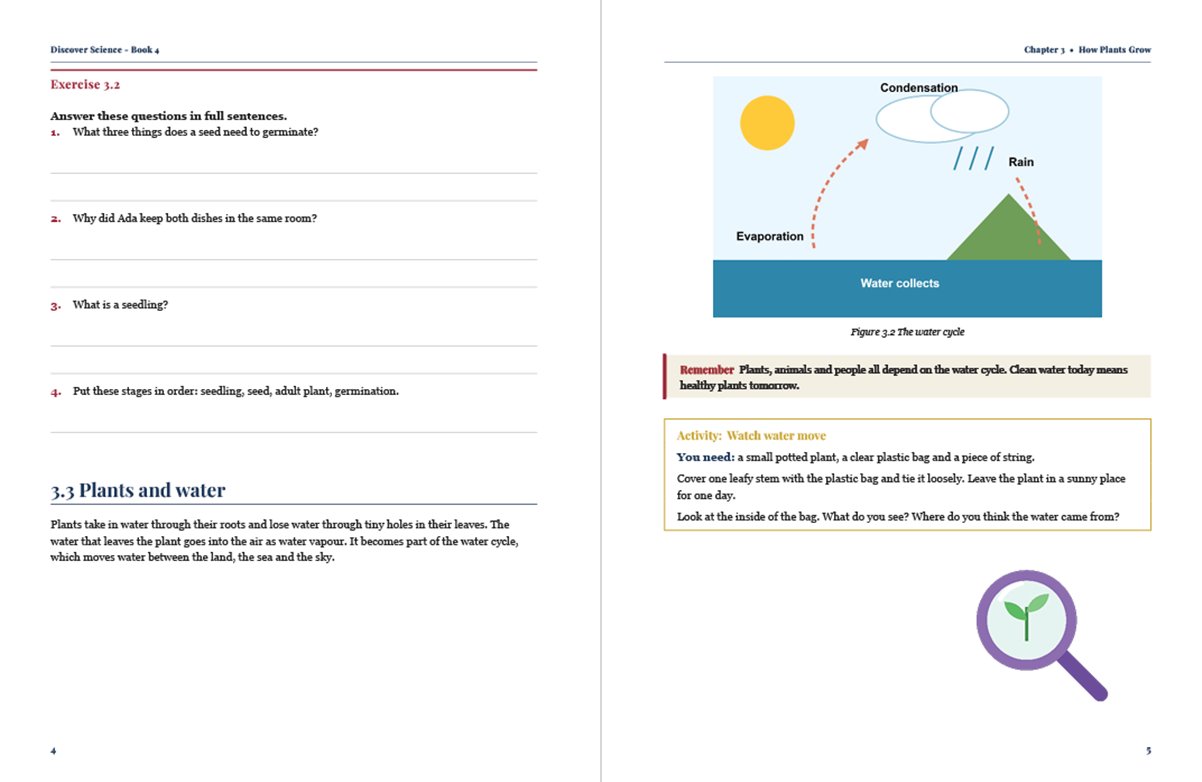 Discover Science - Book 4
Exercise 3.2
Answer these questions in full sentences.
1. What three things does a seed need to germinate?
2. Why did Ada keep both dishes in the same room?
3. What is a seedling?
4. Put these stages in order: seedling, seed, adult plant, germination.
3.3 Plants and water
Plants take in water through their roots and lose water through tiny holes in their leaves. The
water that leaves the plant goes into the air as water vapour. It becomes part of the water cycle,
which moves water between the land, the sea and the sky.
4
Chapter 3 • How Plants Grow
Condensation
Rain
Evaporation
Water collects
Figure 3.2 The water cycle
Remember Plants, animals and people all depend on the water cycle. Clean water today means
healthy plants tomorrow.
Activity: Watch water move
You need: a small potted plant, a clear plastic bag and a piece of string.
Cover one leafy stem with the plastic bag and tie it loosely. Leave the plant in a sunny place
for one day.
Look at the inside of the bag. What do you see? Where do you think the water came from?
5